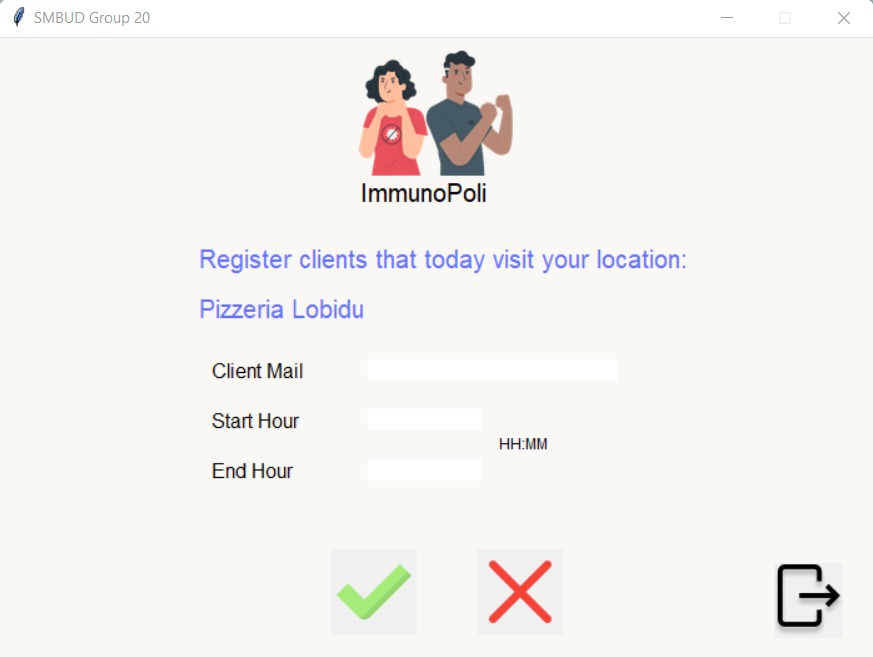 SMBUD Group 20
ImmunoPoli
Register clients that today visit your location:
Pizzeria Lobidu
Client Mail
Start Hour
HH:MM
End Hour